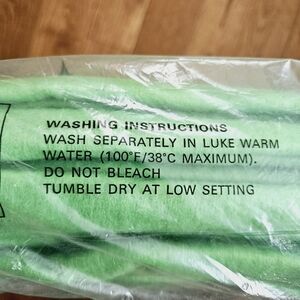 WASHING INSTRUCTIONS
WASH SEPARATELY IN LUKE WARM
WATER (100°F/38°C MAXIMUM).
DO NOT BLEACH
TUMBLE DRY AT LOW SETTING